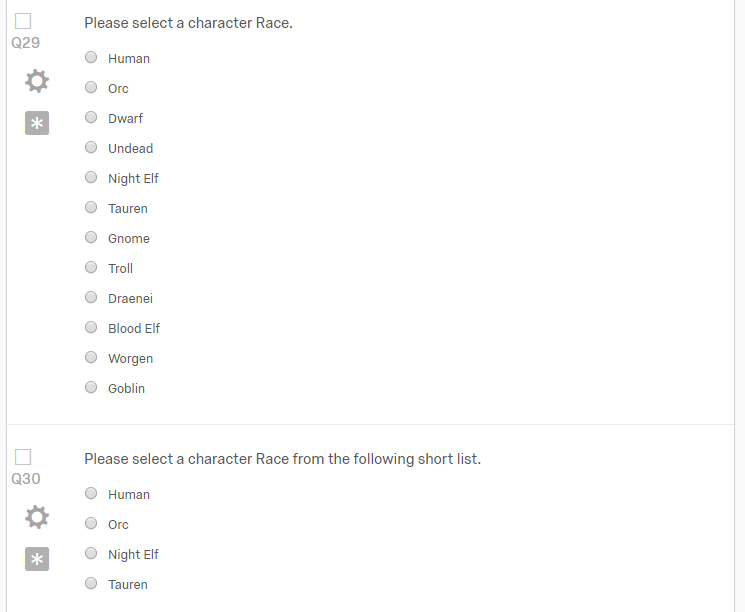 Please select a character Race.
Q29
Human
Orc
Dwarf
Undead
Night Elf
Tauren
Gnome
Troll
Draenei
Blood Elf
Worgen
Goblin
Please select a character Race from the following short list.
Q30
Human
Orc
Night Elf
Tauren